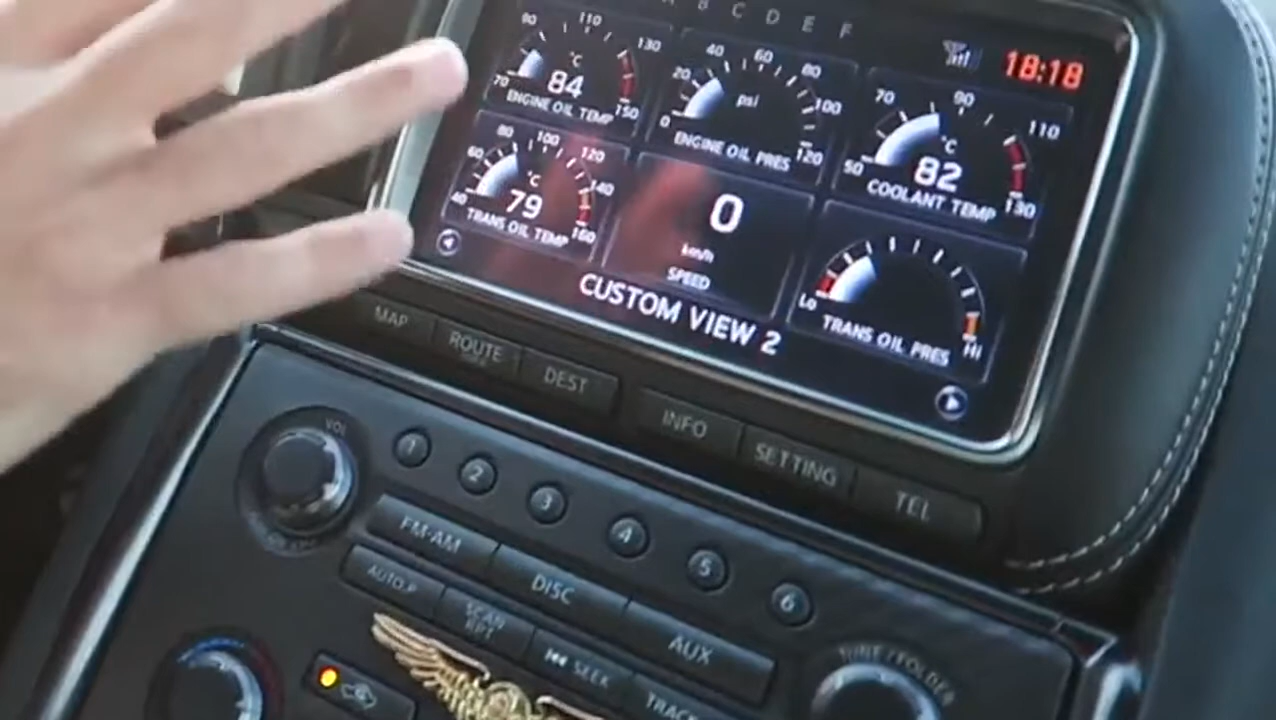 B C D E F
18:18
80 110 130
70 °C 84 150
ENGINE OIL TEMP
40 60 80
20 psi 100
0 120
ENGINE OIL PRES
70 90 110
50 °C 82 130
COOLANT TEMP
80 100 120
60 °C 140
40 79 160
TRANS OIL TEMP
0
km/h
SPEED
Lo HI
TRANS OIL PRES
CUSTOM VIEW 2
MAP ROUTE DEST INFO SETTING TEL
VOL
1 2 3 4 5 6
FM·AM DISC AUX
AUTO.P SCAN RPT SEEK TRACK
TUNE / FOLDER